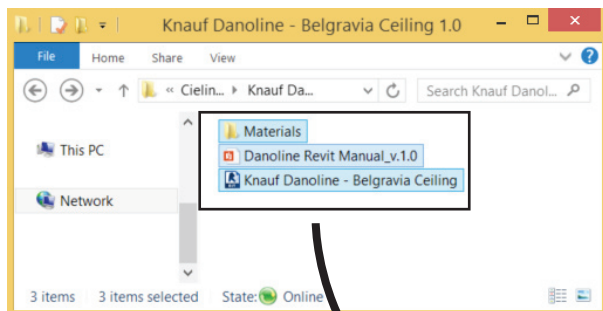 Knauf Danoline - Belgravia Ceiling 1.0
File Home Share View
« Cielin... Knauf Da... Search Knauf Danol...
Materials
This PC
Danoline Revit Manual_v.1.0
Knauf Danoline - Belgravia Ceiling
Network
3 items 3 items selected State: Online